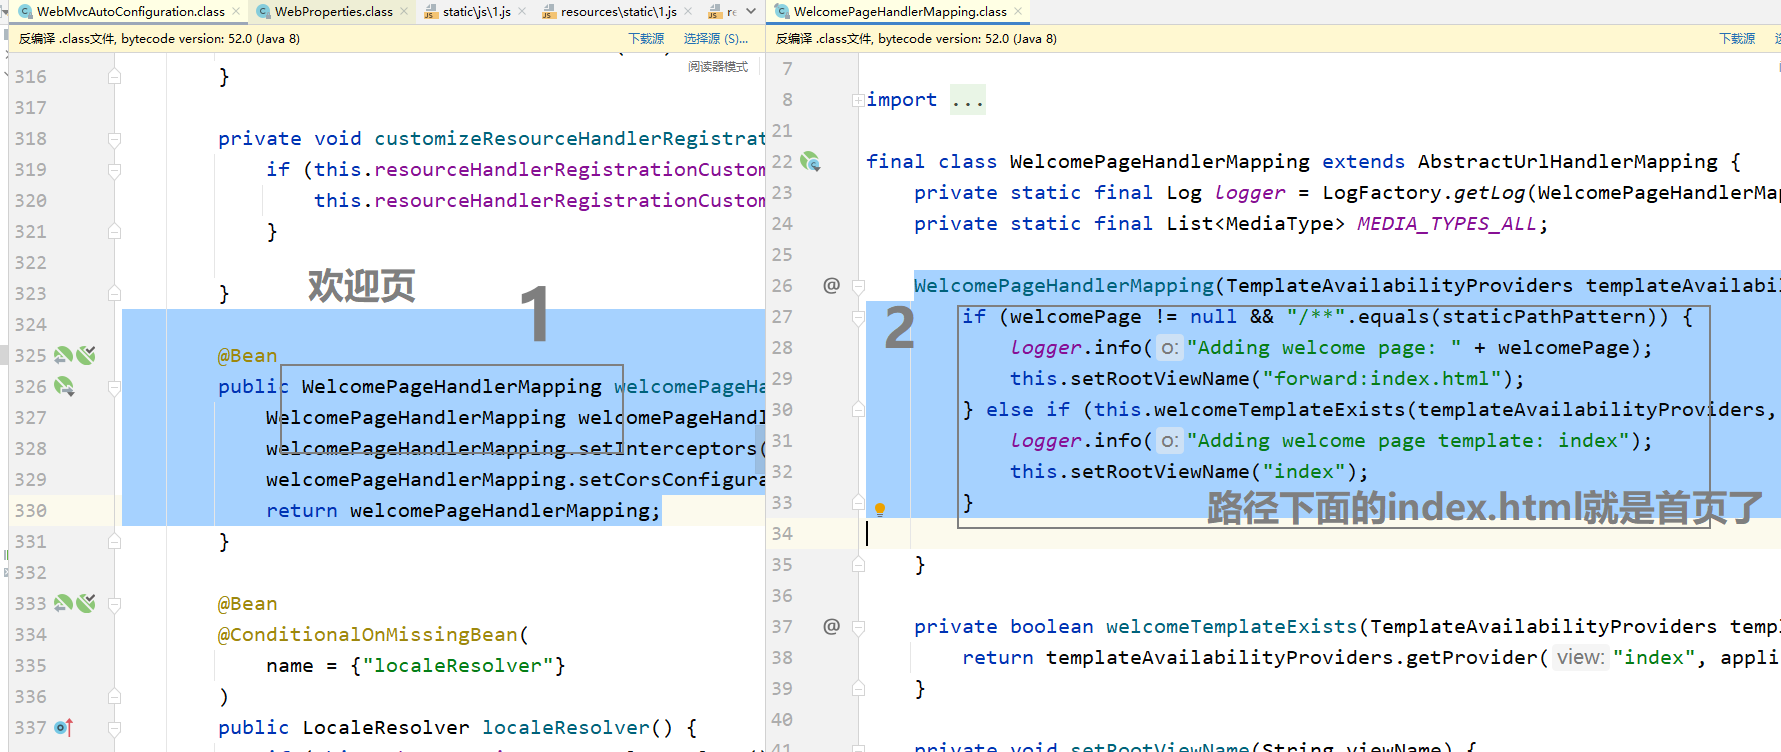 WebMvcAutoConfiguration.class
WebProperties.class
static\js\1.js
resources\static\1.js
反编译 .class文件, bytecode version: 52.0 (Java 8)
下载源
选择源 (S)...
阅读器模式
316 }
317
318 private void customizeResourceHandlerRegistrat
319 if (this.resourceHandlerRegistrationCustom
320 this.resourceHandlerRegistrationCustom
321 }
322
欢迎页
1
323 }
324
325 @Bean
326 public WelcomePageHandlerMapping welcomePageHa
327 WelcomePageHandlerMapping welcomePageHandl
328 welcomePageHandlerMapping.setInterceptors(
329 welcomePageHandlerMapping.setCorsConfigura
330 return welcomePageHandlerMapping;
331 }
332
333 @Bean
334 @ConditionalOnMissingBean(
335 name = {"localeResolver"}
336 )
337 public LocaleResolver localeResolver() {
WelcomePageHandlerMapping.class
反编译 .class文件, bytecode version: 52.0 (Java 8)
下载源
7
8 import ...
21
22 final class WelcomePageHandlerMapping extends AbstractUrlHandlerMapping {
23 private static final Log logger = LogFactory.getLog(WelcomePageHandlerMap
24 private static final List<MediaType> MEDIA_TYPES_ALL;
25
26 @ WelcomePageHandlerMapping(TemplateAvailabilityProviders templateAvailabil
2
27 if (welcomePage != null && "/**".equals(staticPathPattern)) {
28 logger.info( o: "Adding welcome page: " + welcomePage);
29 this.setRootViewName("forward:index.html");
30 } else if (this.welcomeTemplateExists(templateAvailabilityProviders,
31 logger.info( o: "Adding welcome page template: index");
32 this.setRootViewName("index");
33 }
路径下面的index.html就是首页了
34
35 }
36
37 @ private boolean welcomeTemplateExists(TemplateAvailabilityProviders temp
38 return templateAvailabilityProviders.getProvider( view: "index", appli
39 }
40
41 private void setRootViewName(String viewName) {